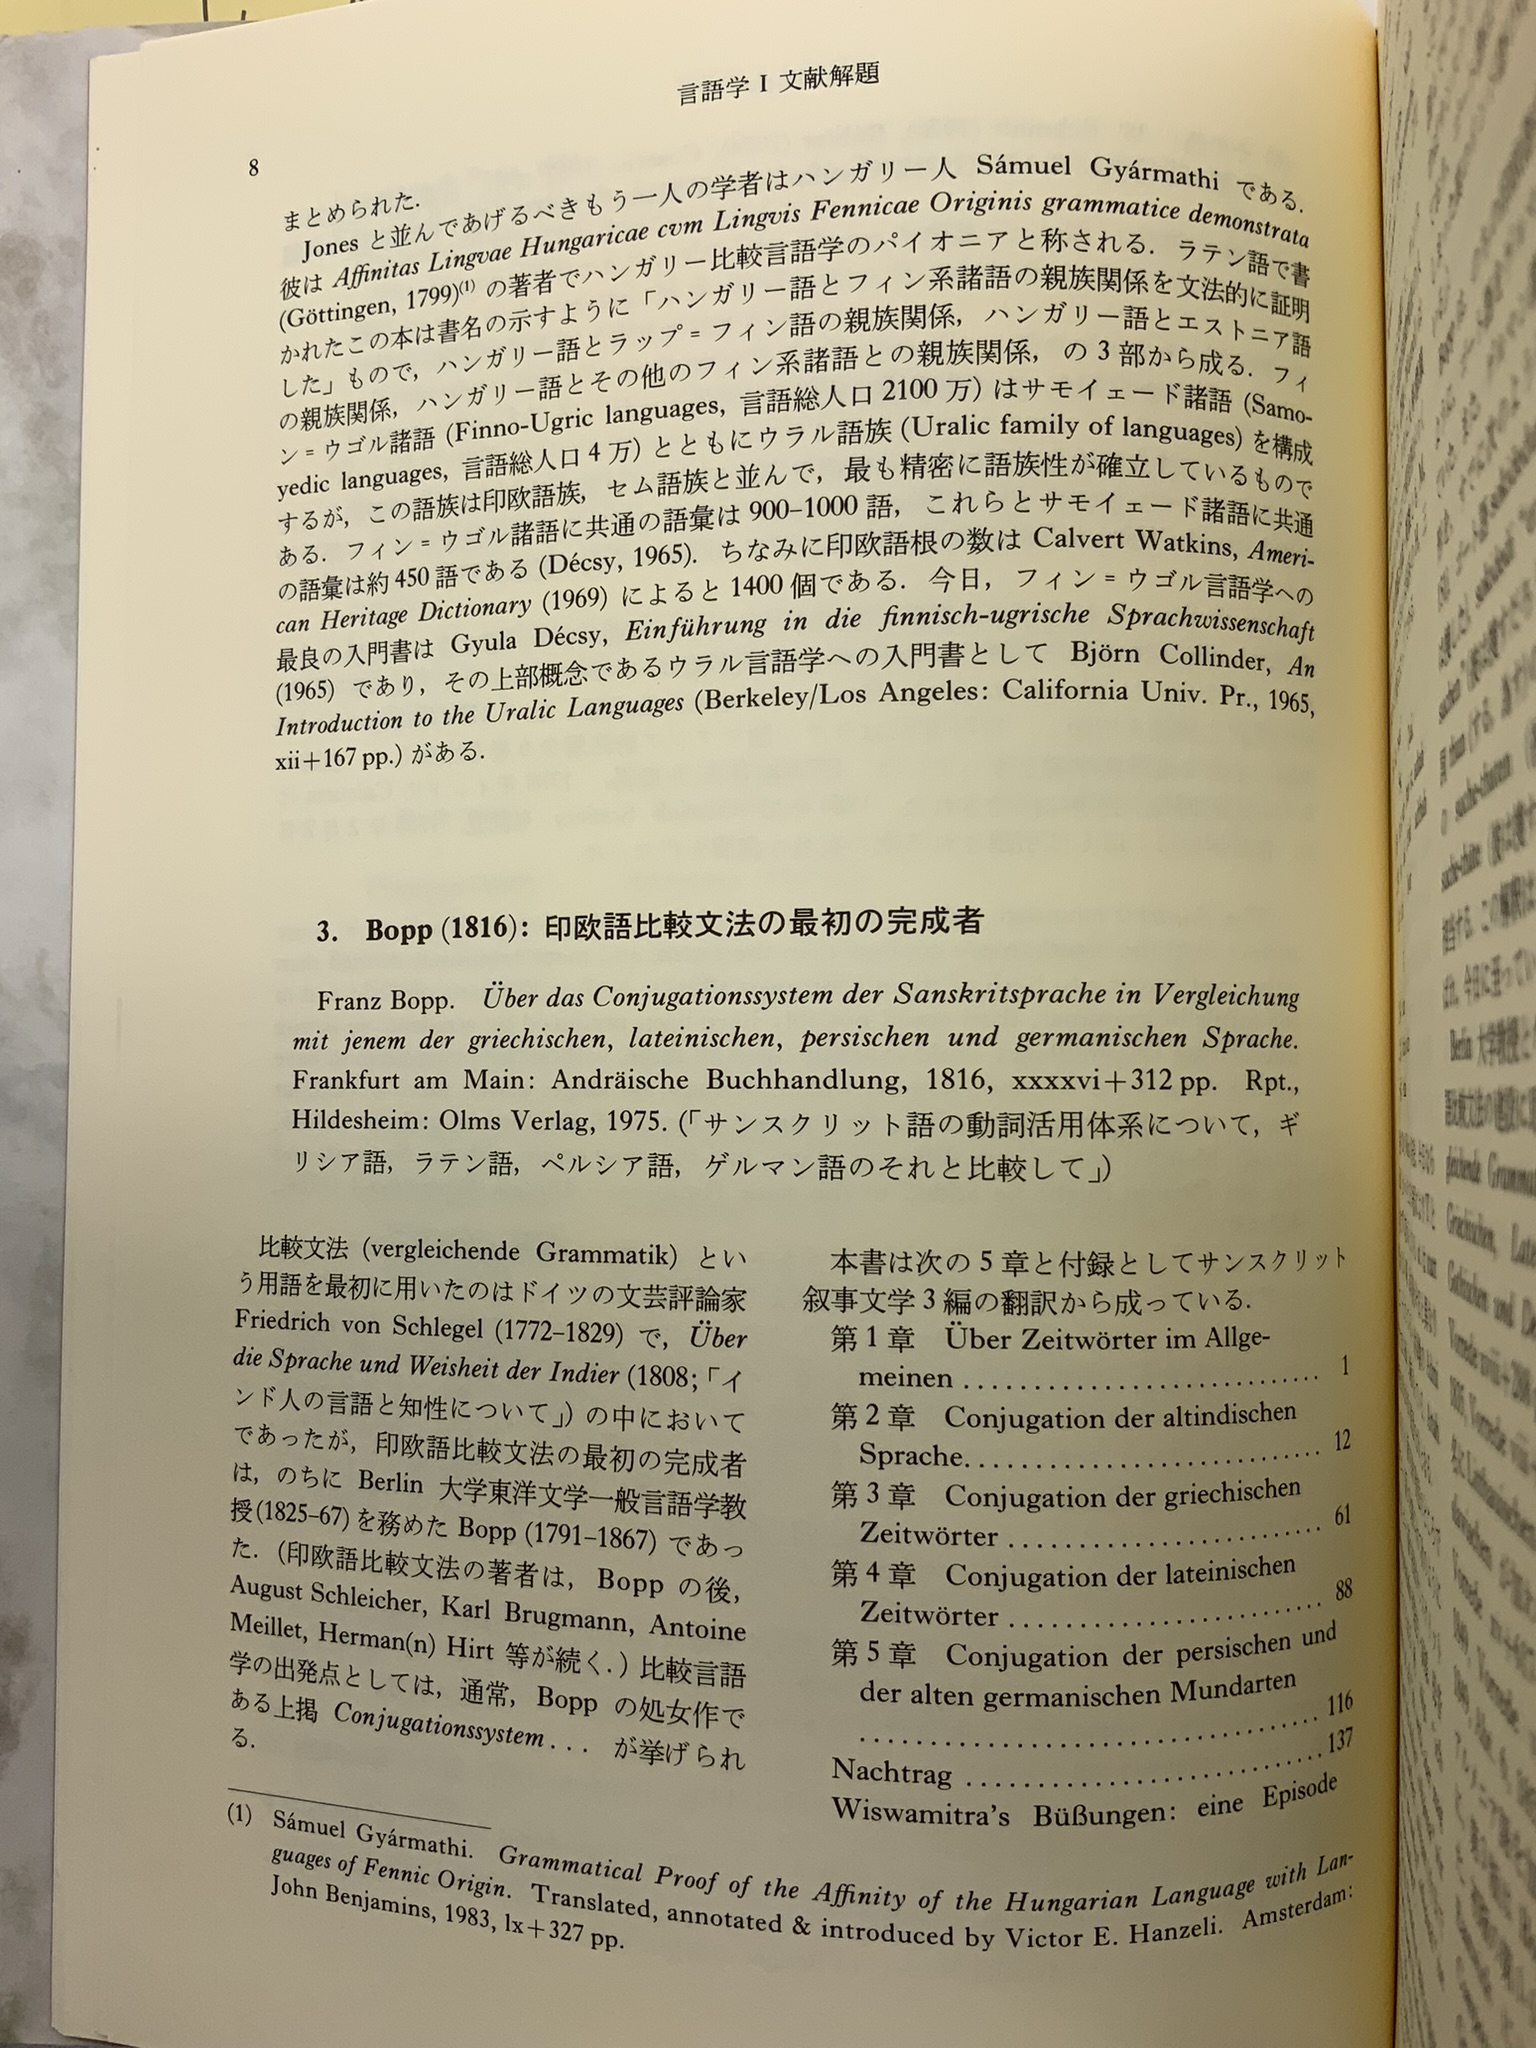 言語学 I 文献解題
8
まとめられた.
Jones と並んであげるべきもう一人の学者はハンガリー人 Sámuel Gyármathi である.
彼は Affinitas Lingvae Hungaricae cvm Lingvis Fennicae Originis grammatice demonstrata
(Göttingen, 1799)(1) の著者でハンガリー比較言語学のパイオニアと称される. ラテン語で書
かれたこの本は書名の示すように「ハンガリー語とフィン系諸語の親族関係を文法的に証明
した」もので, ハンガリー語とラップ=フィン語の親族関係, ハンガリー語とエストニア語
の親族関係, ハンガリー語とその他のフィン系諸語との親族関係, の 3 部から成る. フィ
ン=ウゴル諸語 (Finno-Ugric languages, 言語総人口 2100 万) はサモイェード諸語 (Samo-
yedic languages, 言語総人口 4 万) とともにウラル語族 (Uralic family of languages) を構成
するが, この語族は印欧語族, セム語族と並んで, 最も精密に語族性が確立しているもので
ある. フィン=ウゴル諸語に共通の語彙は 900–1000 語, これらとサモイェード諸語に共通
の語彙は約 450 語である (Décsy, 1965). ちなみに印欧語根の数は Calvert Watkins, Ameri-
can Heritage Dictionary (1969) によると 1400 個である. 今日, フィン=ウゴル言語学への
最良の入門書は Gyula Décsy, Einführung in die finnisch-ugrische Sprachwissenschaft
(1965) であり, その上部概念であるウラル言語学への入門書として Björn Collinder, An
Introduction to the Uralic Languages (Berkeley/Los Angeles: California Univ. Pr., 1965,
xii+167 pp.) がある.
3. Bopp (1816): 印欧語比較文法の最初の完成者
Franz Bopp. Über das Conjugationssystem der Sanskritsprache in Vergleichung
mit jenem der griechischen, lateinischen, persischen und germanischen Sprache.
Frankfurt am Main: Andräische Buchhandlung, 1816, xxxxvi+312 pp. Rpt.,
Hildesheim: Olms Verlag, 1975. (「サンスクリット語の動詞活用体系について, ギ
リシア語, ラテン語, ペルシア語, ゲルマン語のそれと比較して」)
比較文法 (vergleichende Grammatik) とい
う用語を最初に用いたのはドイツの文芸評論家
Friedrich von Schlegel (1772–1829) で, Über
die Sprache und Weisheit der Indier (1808;「イ
ンド人の言語と知性について」) の中において
であったが, 印欧語比較文法の最初の完成者
は, のちに Berlin 大学東洋文学一般言語学教
授 (1825–67) を務めた Bopp (1791–1867) であっ
た. (印欧語比較文法の著者は, Bopp の後,
August Schleicher, Karl Brugmann, Antoine
Meillet, Herman(n) Hirt 等が続く.) 比較言語
学の出発点としては, 通常, Bopp の処女作で
ある上掲 Conjugationssystem... が挙げられ
る.
本書は次の 5 章と付録としてサンスクリット
叙事文学 3 編の翻訳から成っている.
第 1 章 Über Zeitwörter im Allge-
meinen ........................... 1
第 2 章 Conjugation der altindischen
Sprache........................... 12
第 3 章 Conjugation der griechischen
Zeitwörter ........................ 61
第 4 章 Conjugation der lateinischen
Zeitwörter ........................ 88
第 5 章 Conjugation der persischen und
der alten germanischen Mundarten
.................................... 116
Nachtrag ........................... 137
Wiswamitra's Büßungen: eine Episode
(1) Sámuel Gyármathi. Grammatical Proof of the Affinity of the Hungarian Language with Lan-
guages of Fennic Origin. Translated, annotated & introduced by Victor E. Hanzeli. Amsterdam:
John Benjamins, 1983, lx+327 pp.